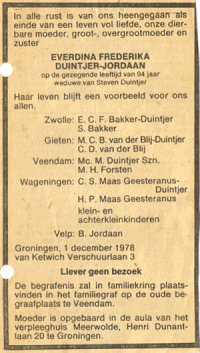 In alle rust is van ons heengegaan als
einde van een leven vol liefde, onze dier-
bare moeder, groot-, overgrootmoeder en
zuster
EVERDINA FREDERIKA
DUINTJER-JORDAAN
op de gezegende leeftijd van 94 jaar
weduwe van Steven Duintjer
Haar leven blijft een voorbeeld voor ons
allen.
Zwolle: E. C. F. Bakker-Duintjer
S. Bakker
Gieten: M. C. B. van der Blij-Duintjer
C. D. van der Blij
Veendam: Mc. M. Duintjer Szn.
M. H. Forsten
Wageningen: C. S. Maas Geesteranus-
Duintjer
H. P. Maas Geesteranus
klein- en
achterkleinkinderen
Velp: B. Jordaan
Groningen, 1 december 1978
van Ketwich Verschuurlaan 3
Liever geen bezoek
De begrafenis zal in familiekring plaats-
vinden in het familiegraf op de oude be-
graafplaats te Veendam.
Moeder is opgebaard in de aula van het
verpleeghuis Meerwolde, Henri Dunant-
laan 20 te Groningen.